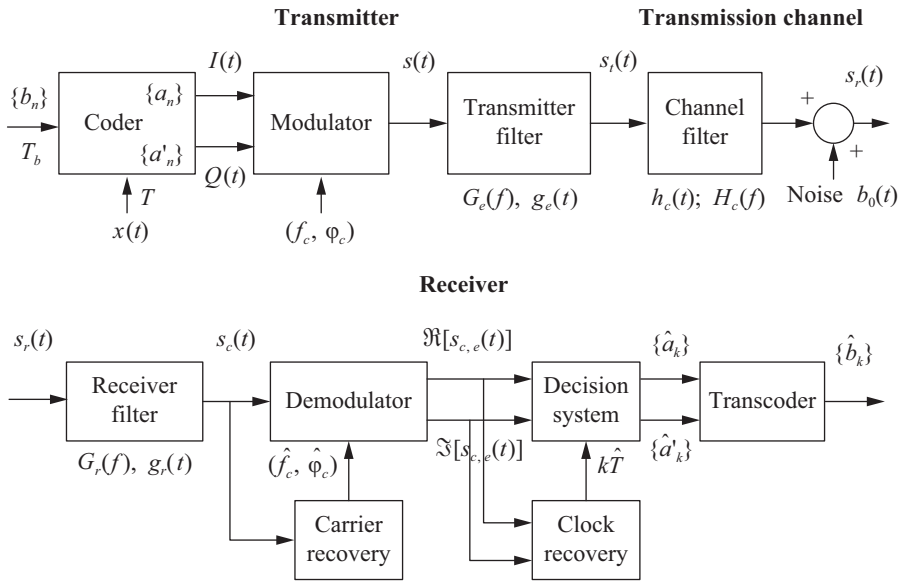 Transmitter
Transmission channel
I(t)
s(t)
s_t(t)
s_r(t)
{b_n}
T_b
Coder
{a_n}
{a'_n}
Q(t)
Modulator
Transmitter
filter
Channel
filter
+
+
T
x(t)
(f_c, φ_c)
G_e(f), g_e(t)
h_c(t); H_c(f)
Noise b_0(t)
Receiver
s_r(t)
s_c(t)
ℜ[s_{c,e}(t)]
{â_k}
{b̂_k}
Receiver
filter
Demodulator
Decision
system
Transcoder
G_r(f), g_r(t)
(f̂_c, φ̂_c)
ℑ[s_{c,e}(t)]
kT̂
{â'_k}
Carrier
recovery
Clock
recovery